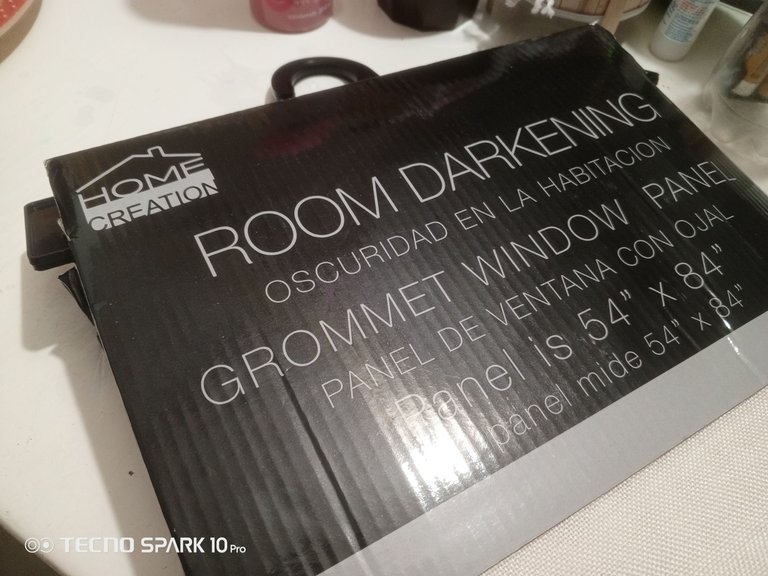 HOME
CREATION
ROOM DARKENING
OSCURIDAD EN LA HABITACION
GROMMET WINDOW PANEL
PANEL DE VENTANA CON OJAL
Panel is 54" x 84"
panel mide 54" x 84"
TECNO SPARK 10 Pro